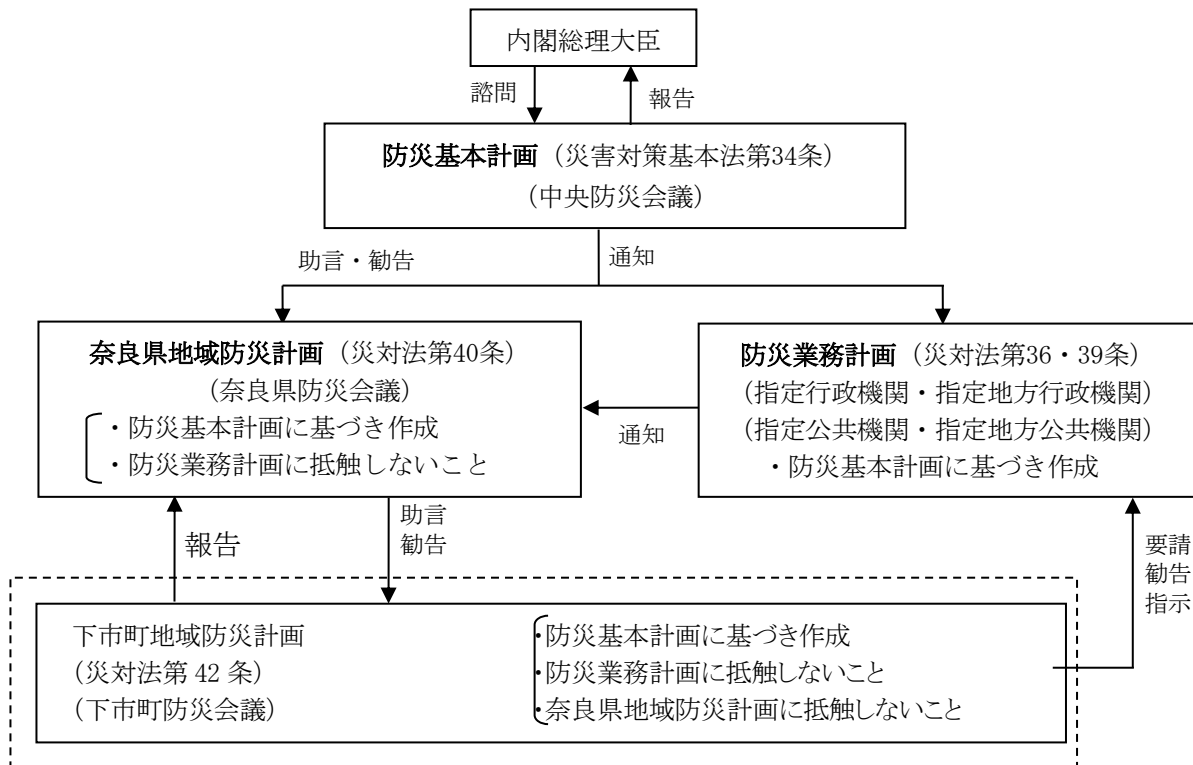 内閣総理大臣
諮問
報告
防災基本計画（災害対策基本法第34条）
（中央防災会議）
助言・勧告
通知
奈良県地域防災計画（災対法第40条）
（奈良県防災会議）
・防災基本計画に基づき作成
・防災業務計画に抵触しないこと
通知
防災業務計画（災対法第36・39条）
（指定行政機関・指定地方行政機関）
（指定公共機関・指定地方公共機関）
・防災基本計画に基づき作成
報告
助言
勧告
要請
勧告
指示
下市町地域防災計画
(災対法第 42 条)
(下市町防災会議)
・防災基本計画に基づき作成
・防災業務計画に抵触しないこと
・奈良県地域防災計画に抵触しないこと